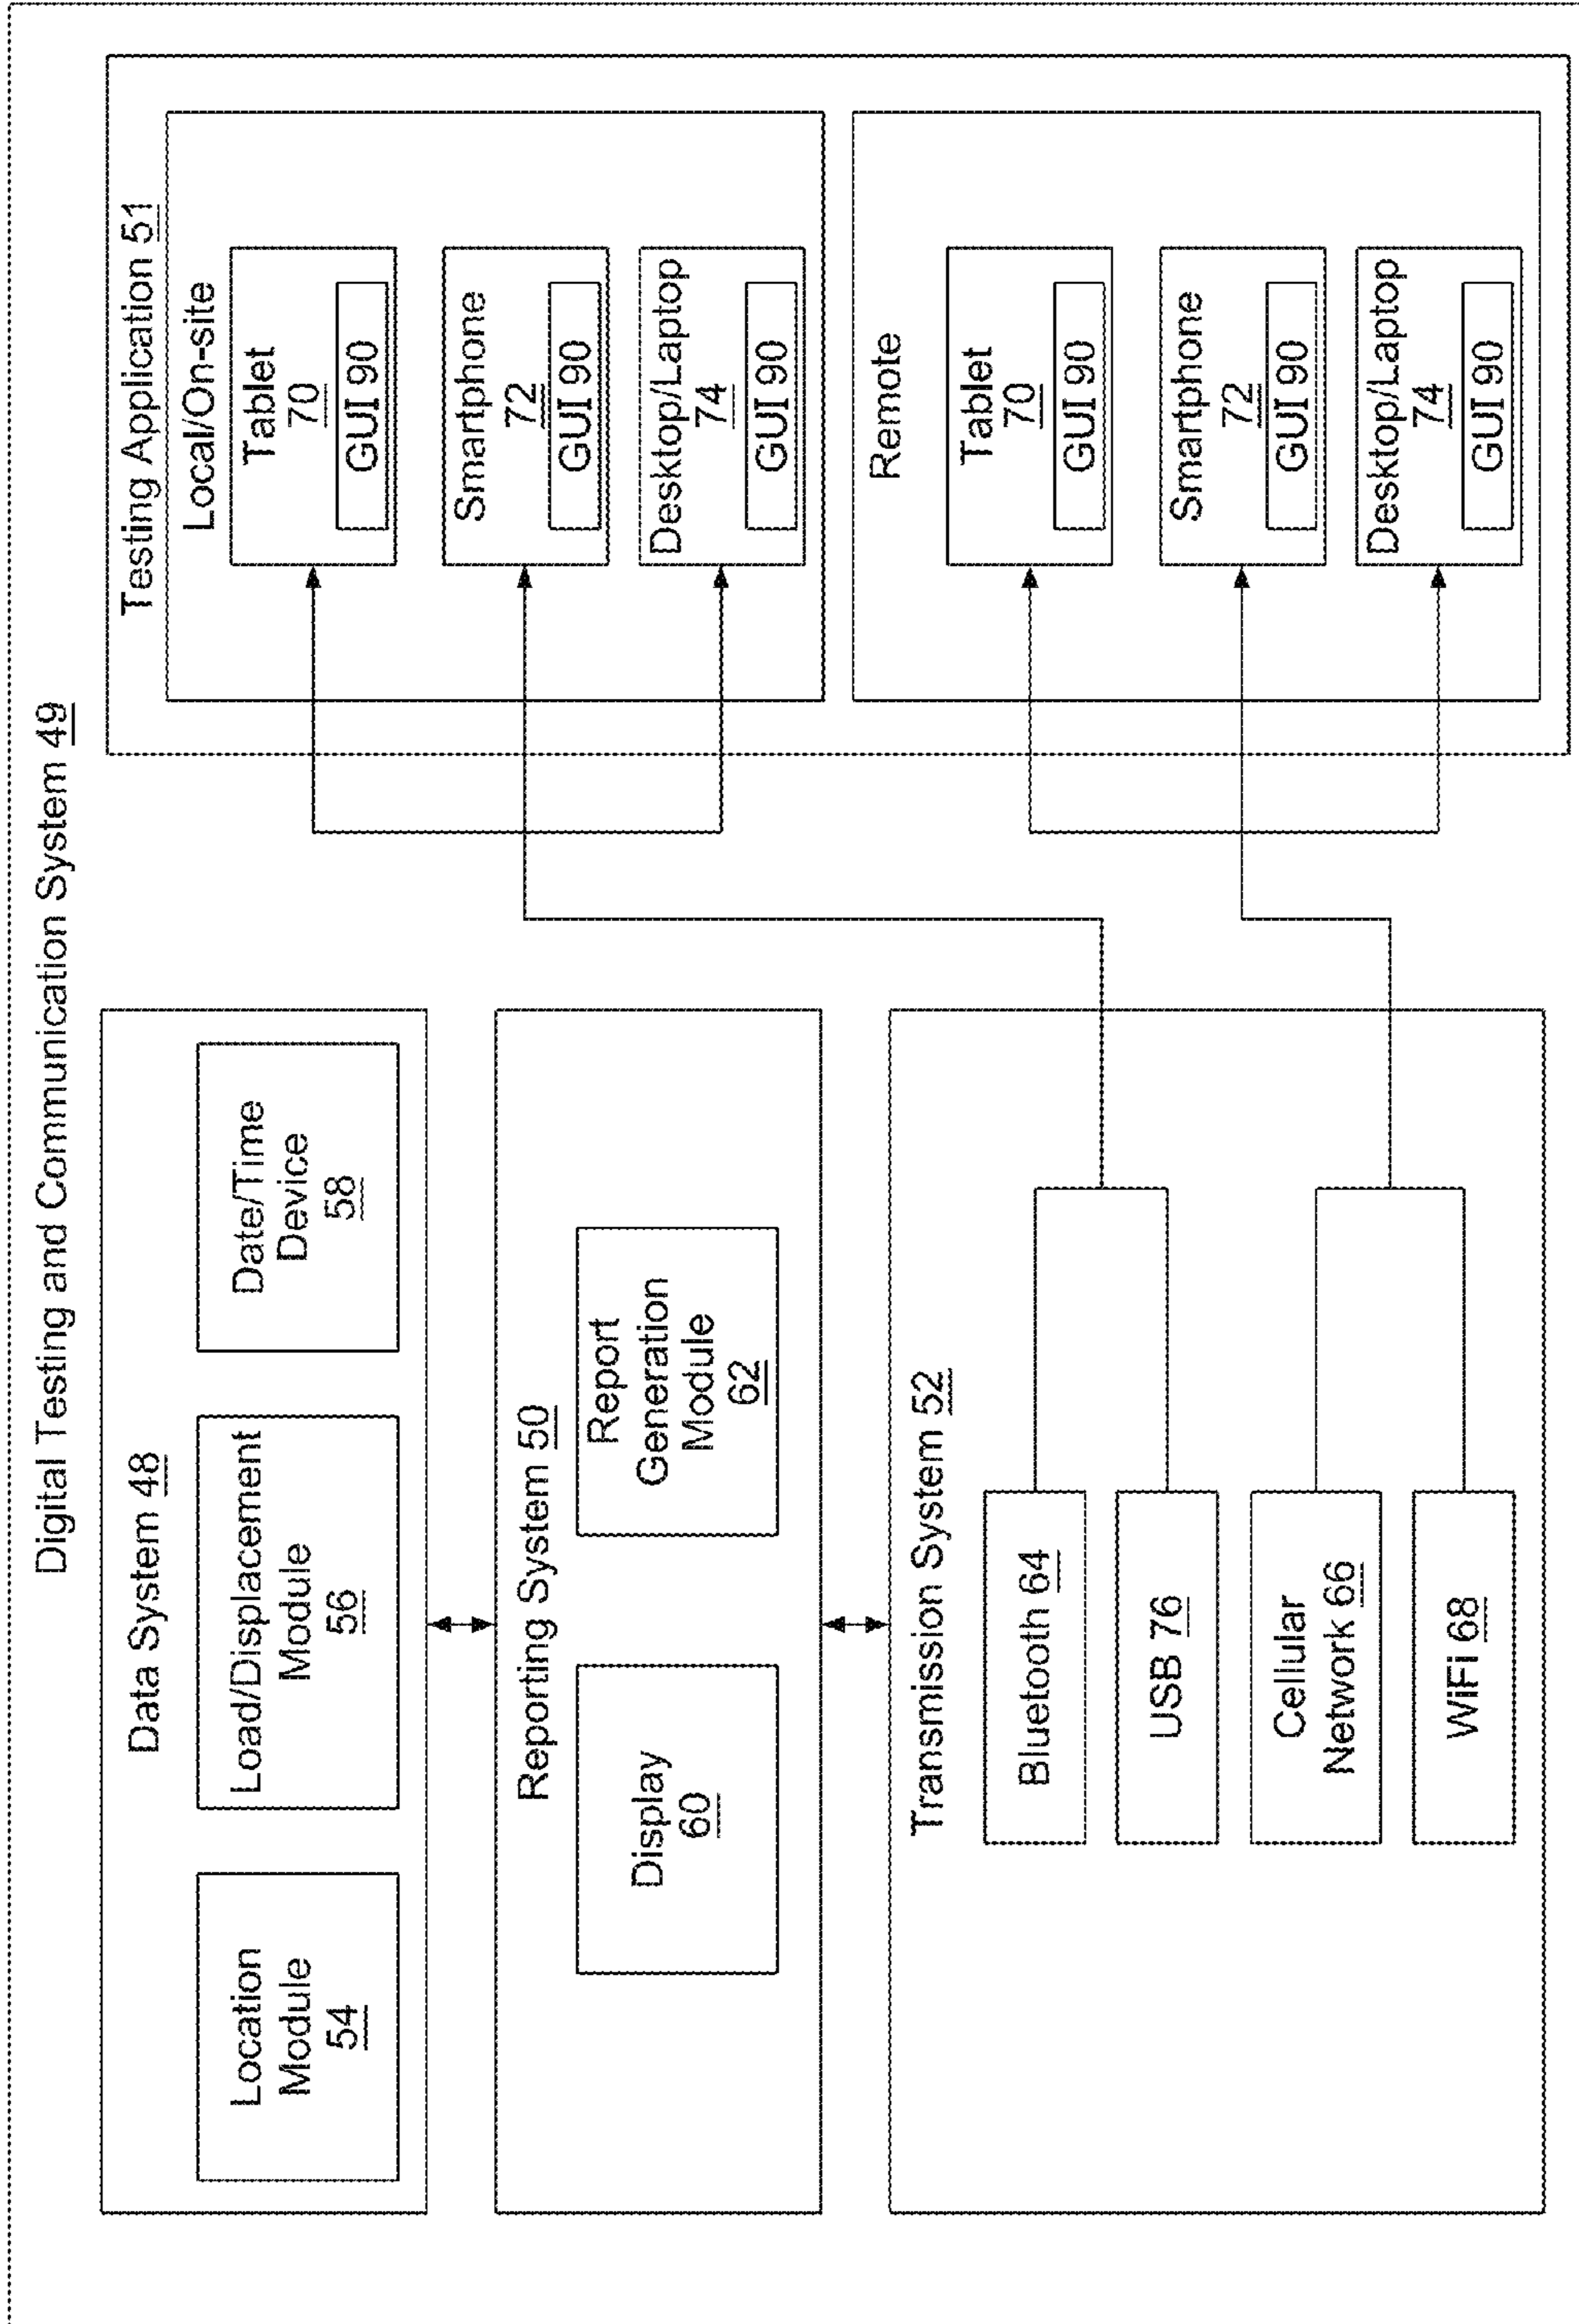 Digital Testing and Communication System 49
Data System 48
Location
Module
54
Load/Displacement
Module
56
Date/Time
Device
58
Reporting System 50
Display
60
Report
Generation
Module
62
Transmission System 52
Bluetooth 64
USB 76
Cellular
Network 66
WiFi 68
Testing Application 51
Local/On-site
Tablet
70
GUI 90
Smartphone
72
GUI 90
Desktop/Laptop
74
GUI 90
Remote
Tablet
70
GUI 90
Smartphone
72
GUI 90
Desktop/Laptop
74
GUI 90